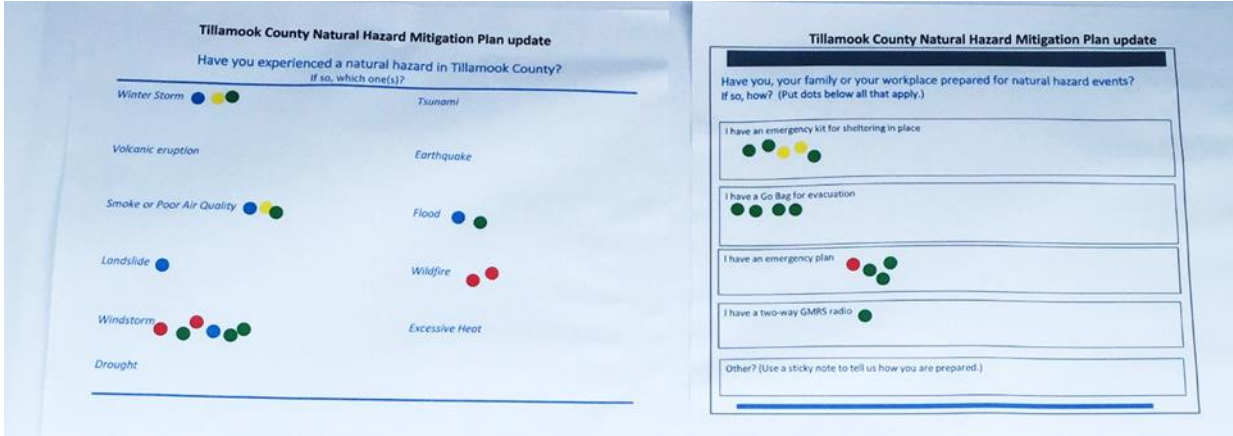 Tillamook County Natural Hazard Mitigation Plan update
Have you experienced a natural hazard in Tillamook County?
If so, which one(s)?
Winter Storm
Tsunami
Volcanic eruption
Earthquake
Smoke or Poor Air Quality
Flood
Landslide
Wildfire
Windstorm
Excessive Heat
Drought
Tillamook County Natural Hazard Mitigation Plan update
Have you, your family or your workplace prepared for natural hazard events?
If so, how? (Put dots below all that apply.)
I have an emergency kit for sheltering in place
I have a Go Bag for evacuation
I have an emergency plan
I have a two-way GMRS radio
Other? (Use a sticky note to tell us how you are prepared.)